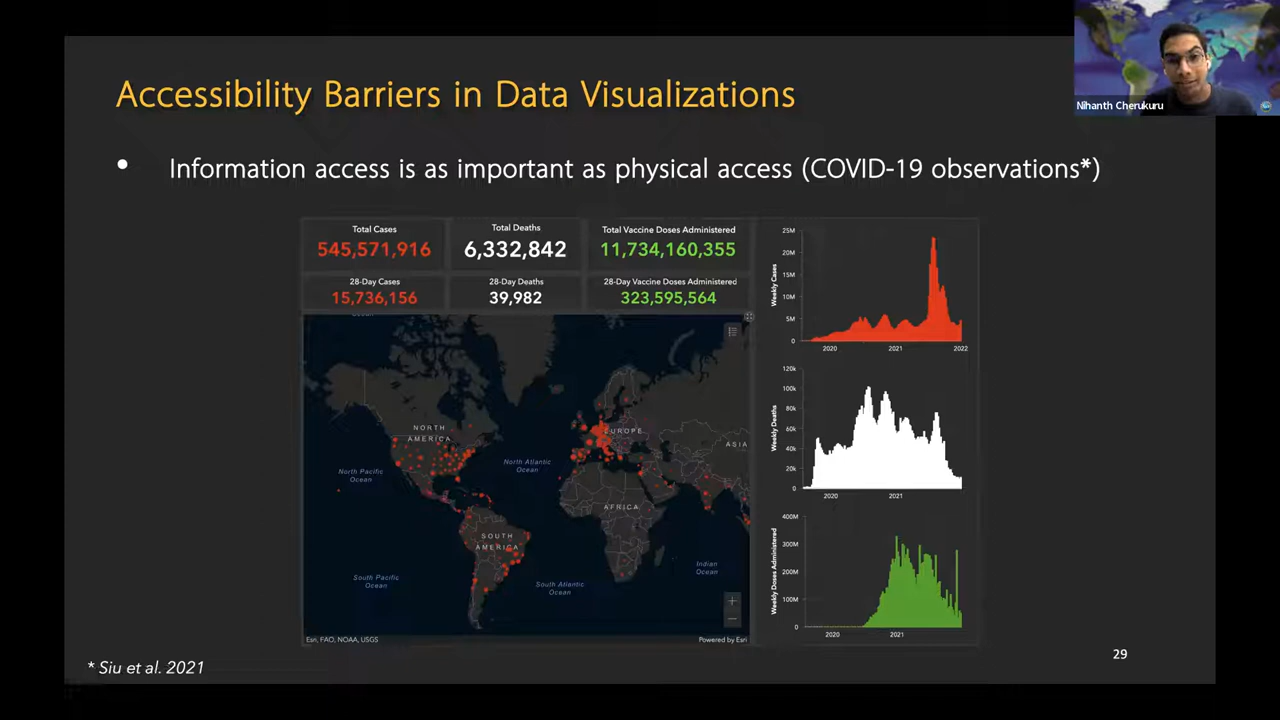 Accessibility Barriers in Data Visualizations
Nihanth Cherukuru
• Information access is as important as physical access (COVID-19 observations*)
Total Cases
545,571,916
Total Deaths
6,332,842
Total Vaccine Doses Administered
11,734,160,355
28-Day Cases
15,736,156
28-Day Deaths
39,982
28-Day Vaccine Doses Administered
323,595,564
NORTH
AMERICA
EUROPE
ASIA
North Pacific
Ocean
North Atlantic
Ocean
AFRICA
SOUTH
AMERICA
South Pacific
Ocean
South Atlantic
Ocean
Indian
Ocean
+
−
Esri, FAO, NOAA, USGS
Powered by Esri
Weekly Cases
25M
20M
15M
10M
5M
0
2020
2021
2022
Weekly Deaths
120k
100k
80k
60k
40k
20k
0
2020
2021
Weekly Doses Administered
400M
300M
200M
100M
0
2020
2021
* Siu et al. 2021
29